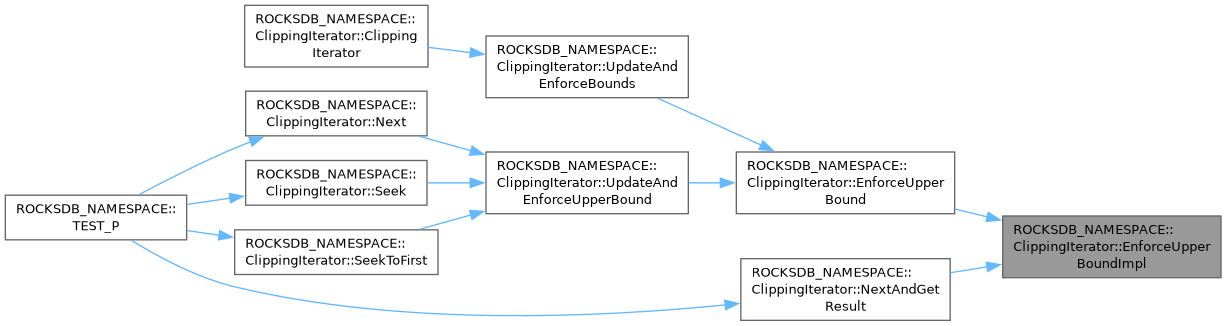 ROCKSDB_NAMESPACE::
ClippingIterator::Clipping
Iterator
ROCKSDB_NAMESPACE::
ClippingIterator::UpdateAnd
EnforceBounds
ROCKSDB_NAMESPACE::
ClippingIterator::Next
ROCKSDB_NAMESPACE::
ClippingIterator::Seek
ROCKSDB_NAMESPACE::
ClippingIterator::UpdateAnd
EnforceUpperBound
ROCKSDB_NAMESPACE::
ClippingIterator::EnforceUpper
Bound
ROCKSDB_NAMESPACE::
TEST_P
ROCKSDB_NAMESPACE::
ClippingIterator::SeekToFirst
ROCKSDB_NAMESPACE::
ClippingIterator::EnforceUpper
BoundImpl
ROCKSDB_NAMESPACE::
ClippingIterator::NextAndGet
Result